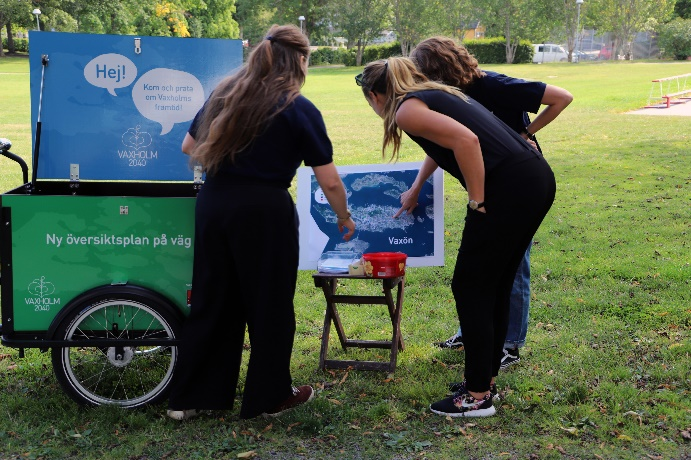 Hej!
Kom och prata
om Vaxholms
framtid!
VAXHOLM
2040
Ny översiktsplan på väg
VAXHOLM
2040
Vaxön